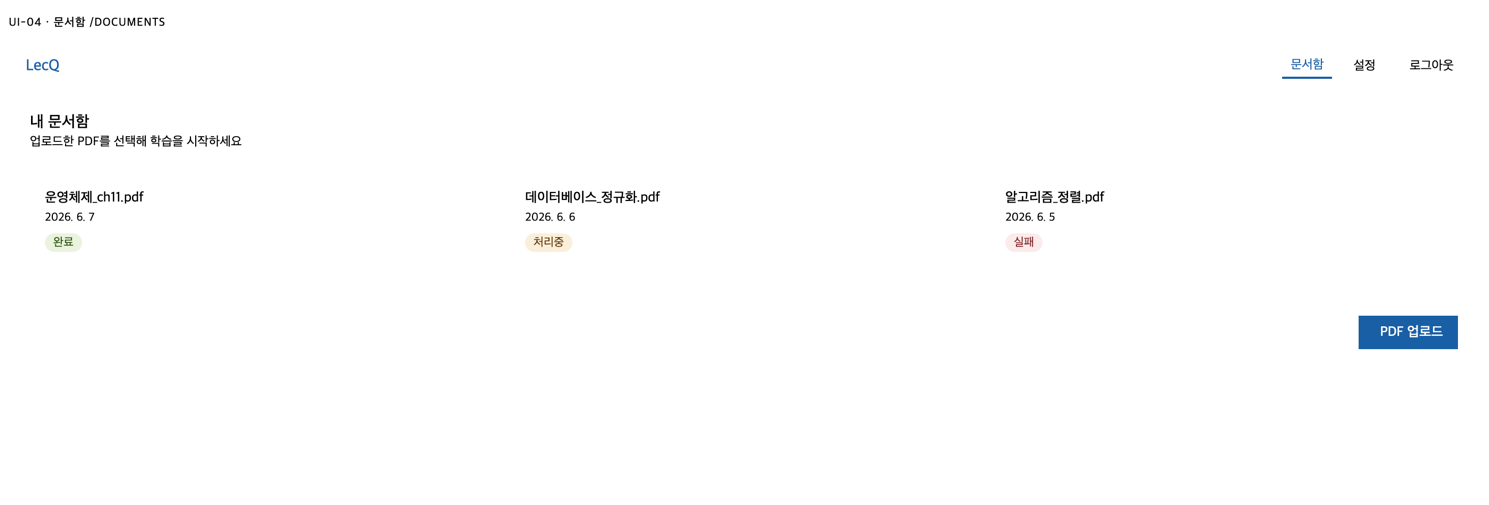 UI-04 · 문서함 /DOCUMENTS
LecQ
문서함 설정 로그아웃
내 문서함
업로드한 PDF를 선택해 학습을 시작하세요
운영체제_ch11.pdf
2026. 6. 7
완료
데이터베이스_정규화.pdf
2026. 6. 6
처리중
알고리즘_정렬.pdf
2026. 6. 5
실패
PDF 업로드